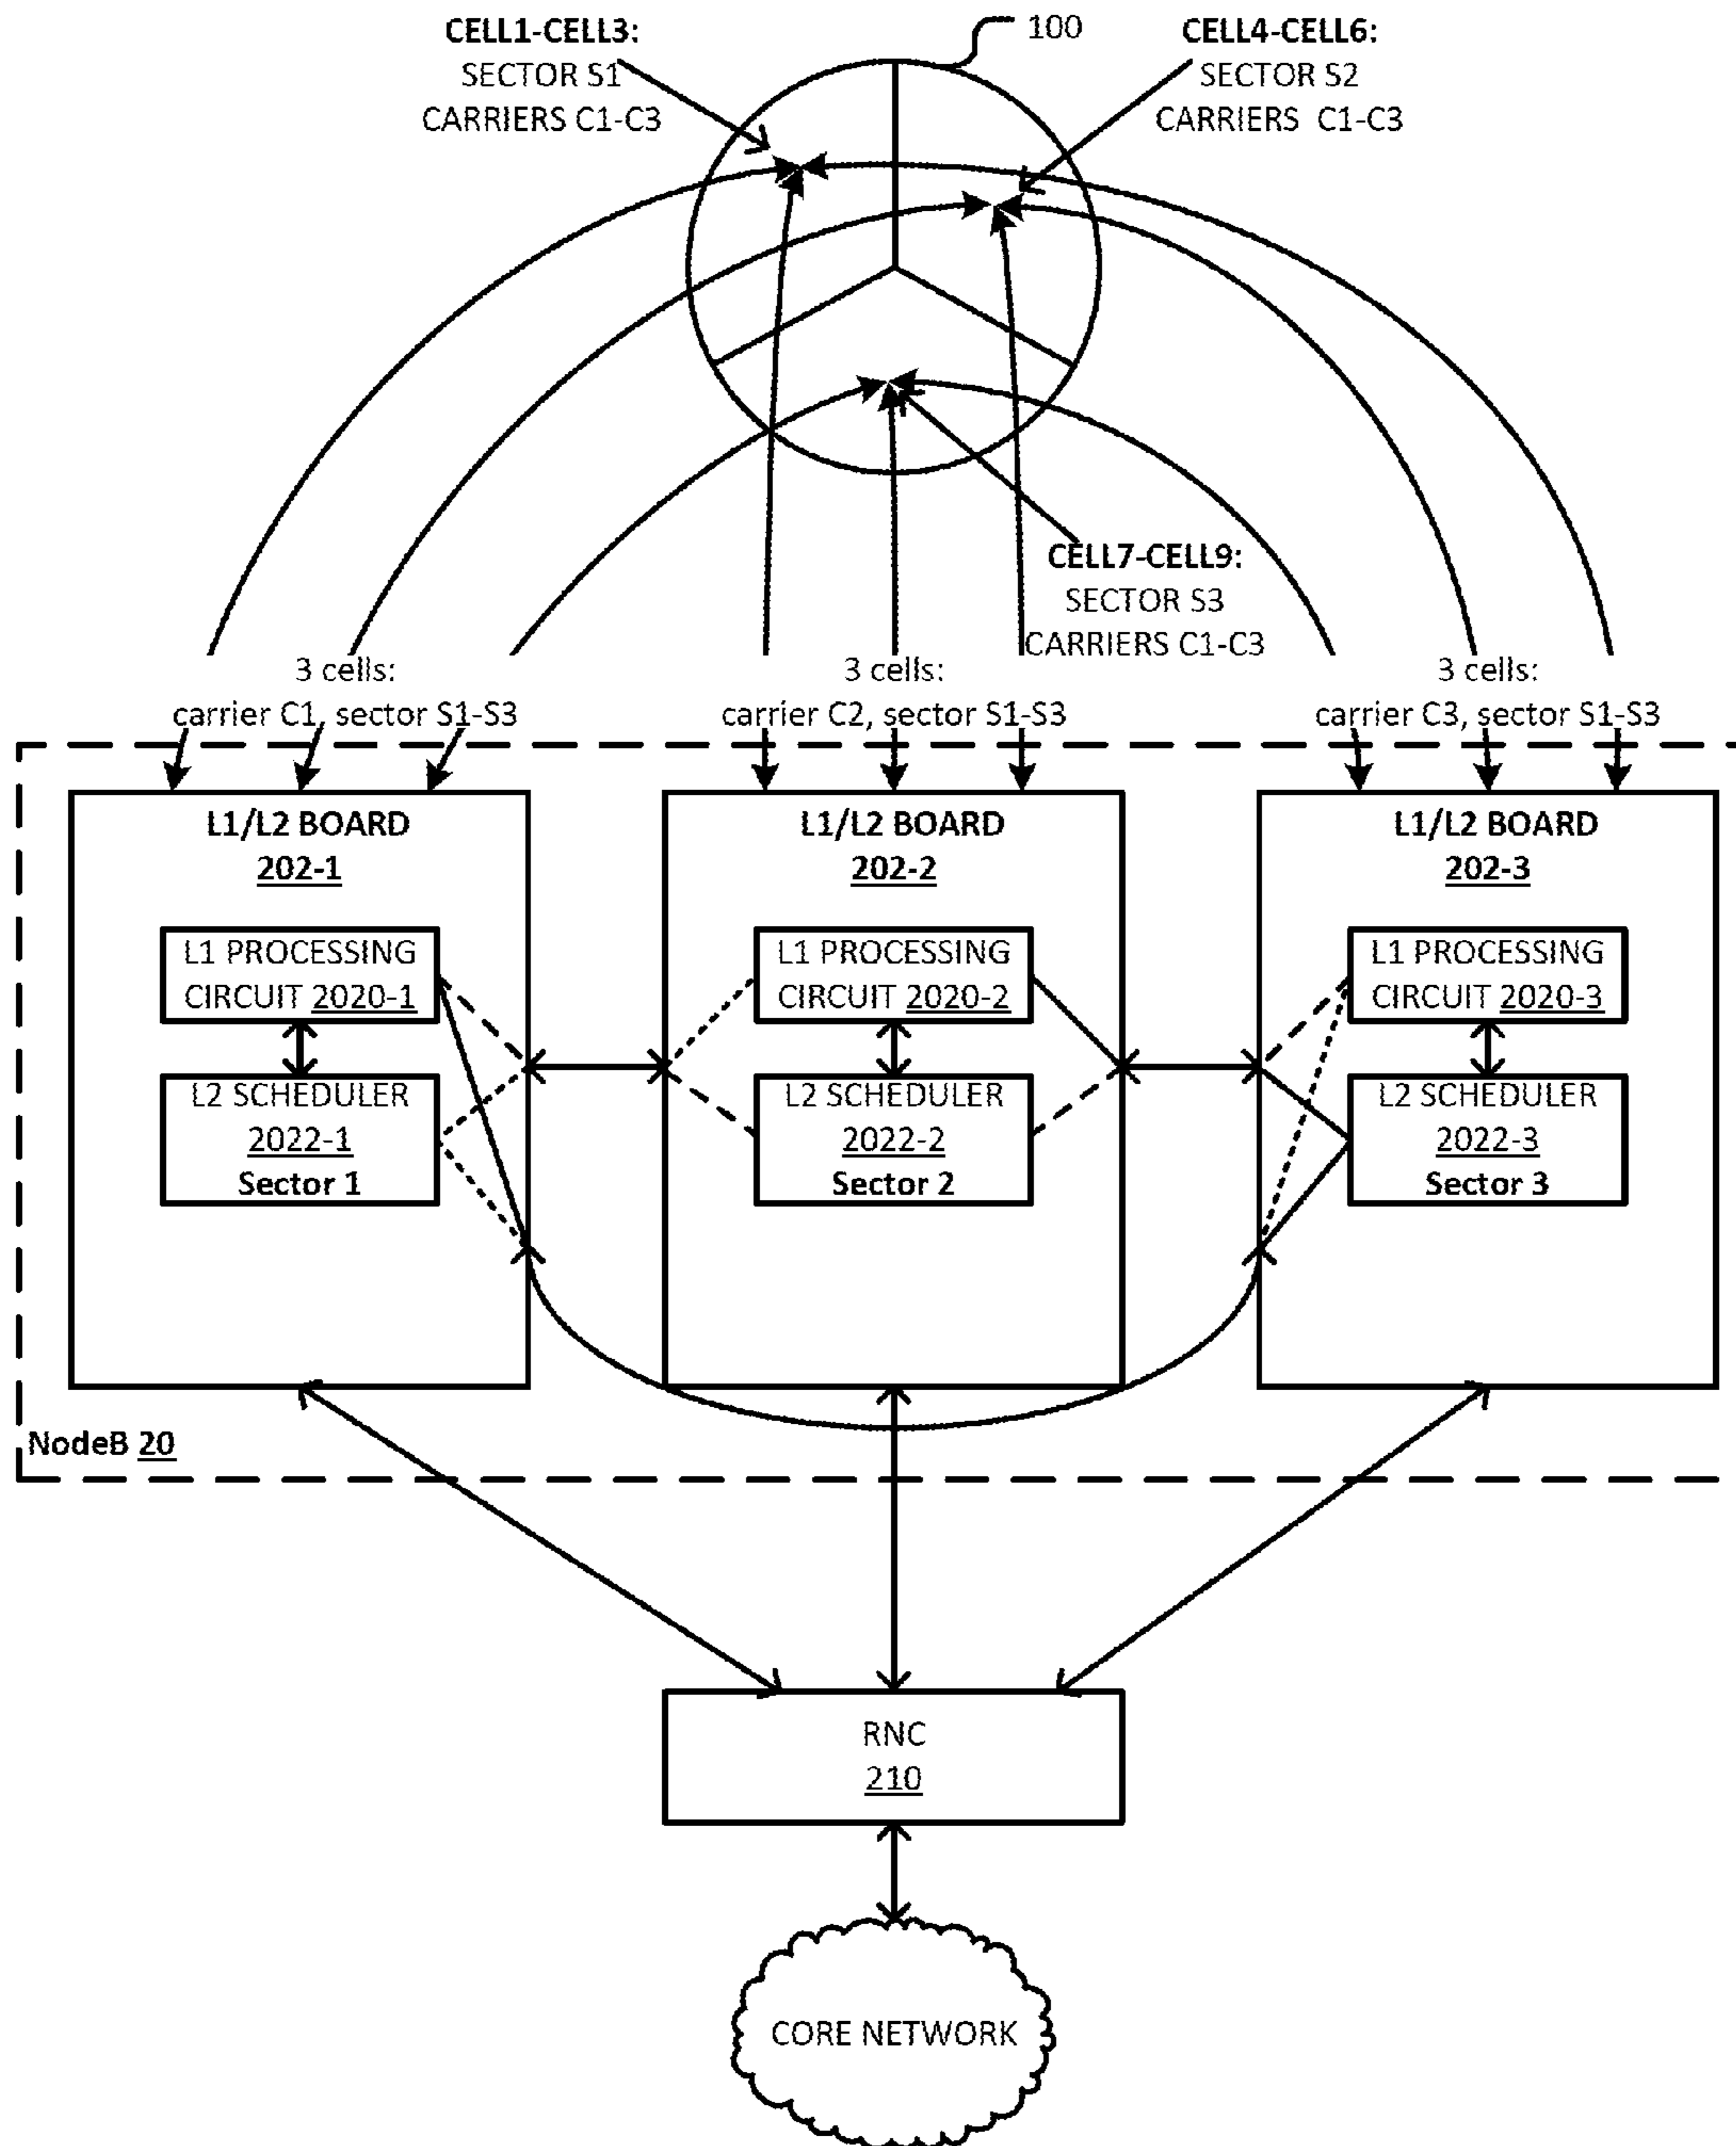 100
CELL1-CELL3:
SECTOR S1
CARRIERS C1-C3
CELL4-CELL6:
SECTOR S2
CARRIERS C1-C3
CELL7-CELL9:
SECTOR S3
CARRIERS C1-C3
3 cells:
carrier C1, sector S1-S3
3 cells:
carrier C2, sector S1-S3
3 cells:
carrier C3, sector S1-S3
L1/L2 BOARD
202-1
L1 PROCESSING
CIRCUIT 2020-1
L2 SCHEDULER
2022-1
Sector 1
L1/L2 BOARD
202-2
L1 PROCESSING
CIRCUIT 2020-2
L2 SCHEDULER
2022-2
Sector 2
L1/L2 BOARD
202-3
L1 PROCESSING
CIRCUIT 2020-3
L2 SCHEDULER
2022-3
Sector 3
NodeB 20
RNC
210
CORE NETWORK